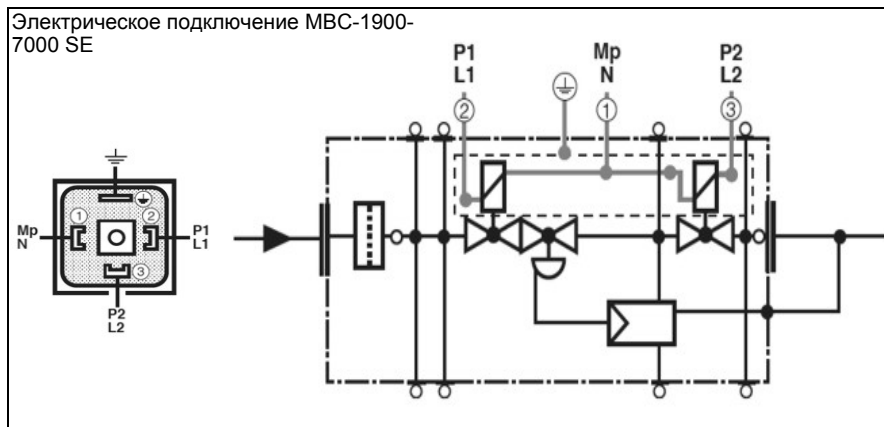 Электрическое подключение MBC-1900-
7000 SE
P1
L1
Mp
N
P2
L2
2
1
3
1
2
Mp
N
P1
L1
3
P2
L2